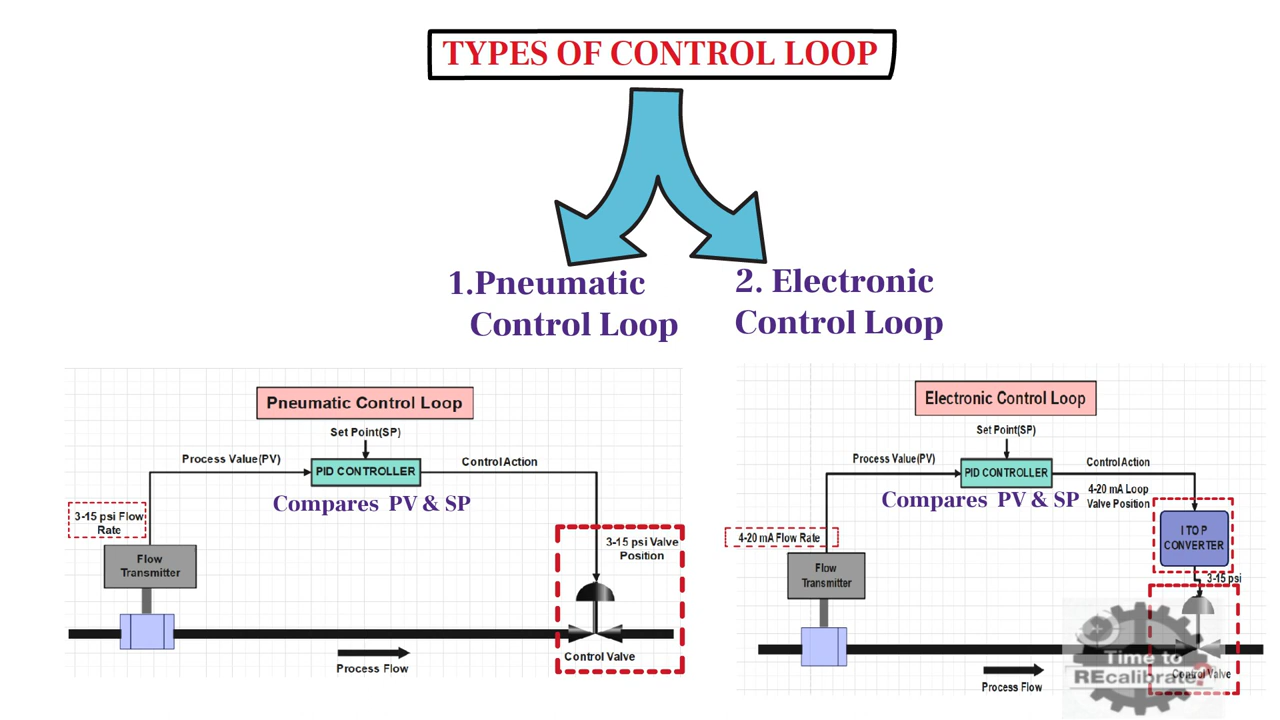 TYPES OF CONTROL LOOP
1.Pneumatic
Control Loop
2. Electronic
Control Loop
Pneumatic Control Loop
Set Point(SP)
Process Value(PV)
PID CONTROLLER
Control Action
Compares PV & SP
3-15 psi Flow
Rate
3-15 psi Valve
Position
Flow
Transmitter
Control Valve
Process Flow
Electronic Control Loop
Set Point(SP)
Process Value(PV)
PID CONTROLLER
Control Action
Compares PV & SP
4-20 mA Loop
Valve Position
4-20 mA Flow Rate
I TO P
CONVERTER
Flow
Transmitter
3-15 psi
Control Valve
Process Flow
Time to
REcalibrate?